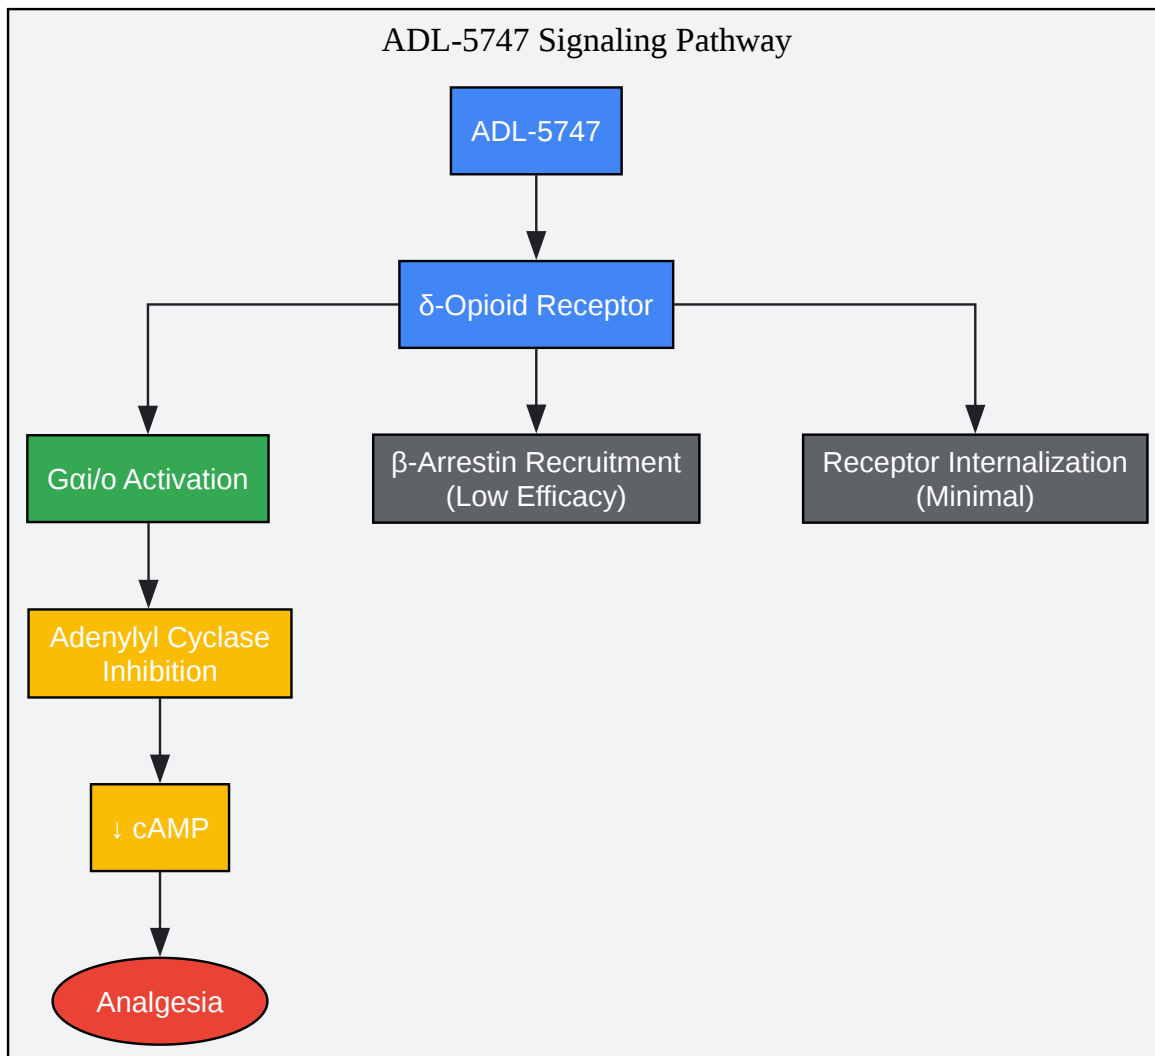 ADL-5747 Signaling Pathway
ADL-5747
δ-Opioid Receptor
Gαi/o Activation
β-Arrestin Recruitment
(Low Efficacy)
Receptor Internalization
(Minimal)
Adenylyl Cyclase
Inhibition
↓ cAMP
Analgesia